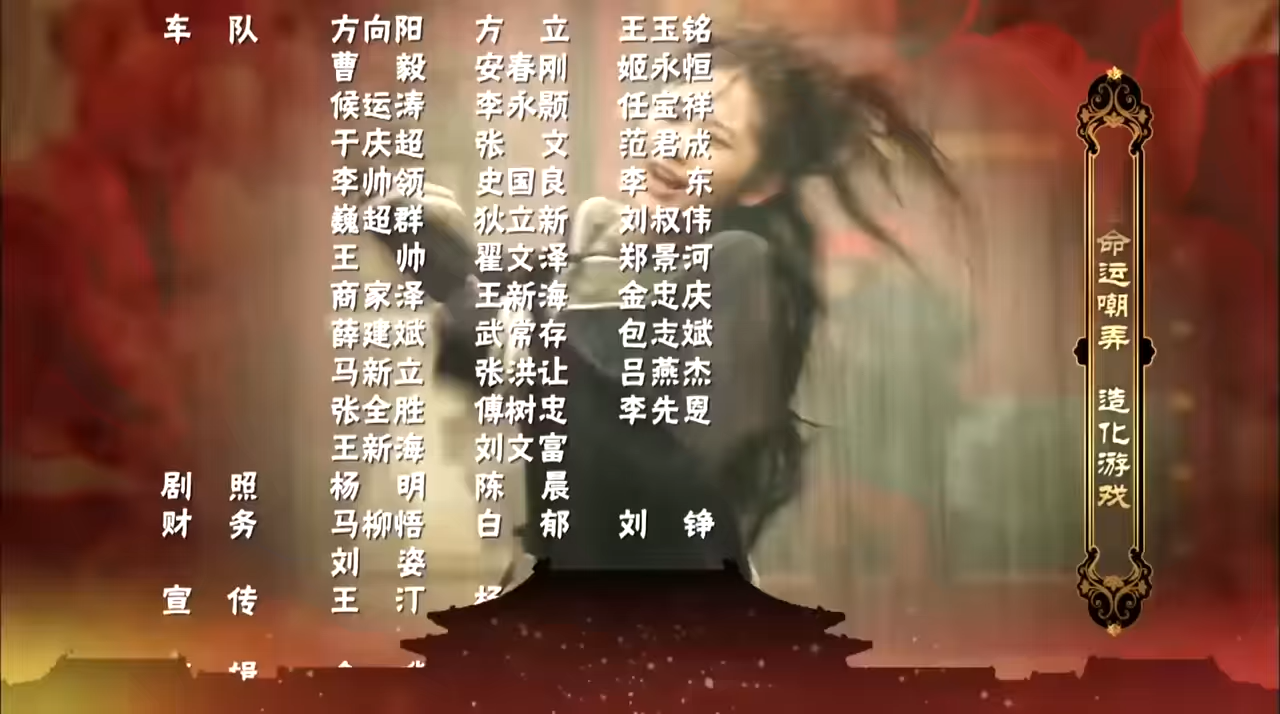 车 队 方向阳 方 立 王玉铭
曹 毅 安春刚 姬永恒
候运涛 李永颢 任宝祥
干庆超 张 文 范君成
李帅领 史国良 李 东
巍超群 狄立新 刘叔伟
王 帅 翟文泽 郑景河
商家泽 王新海 金忠庆
薛建斌 武常存 包志斌
马新立 张洪让 吕燕杰
张全胜 傅树忠 李先恩
王新海 刘文富
剧 照 杨 明 陈 晨
财 务 马柳悟 白 郁 刘 铮
刘 姿
宣 传 王 汀
命运嘲弄 造化游戏